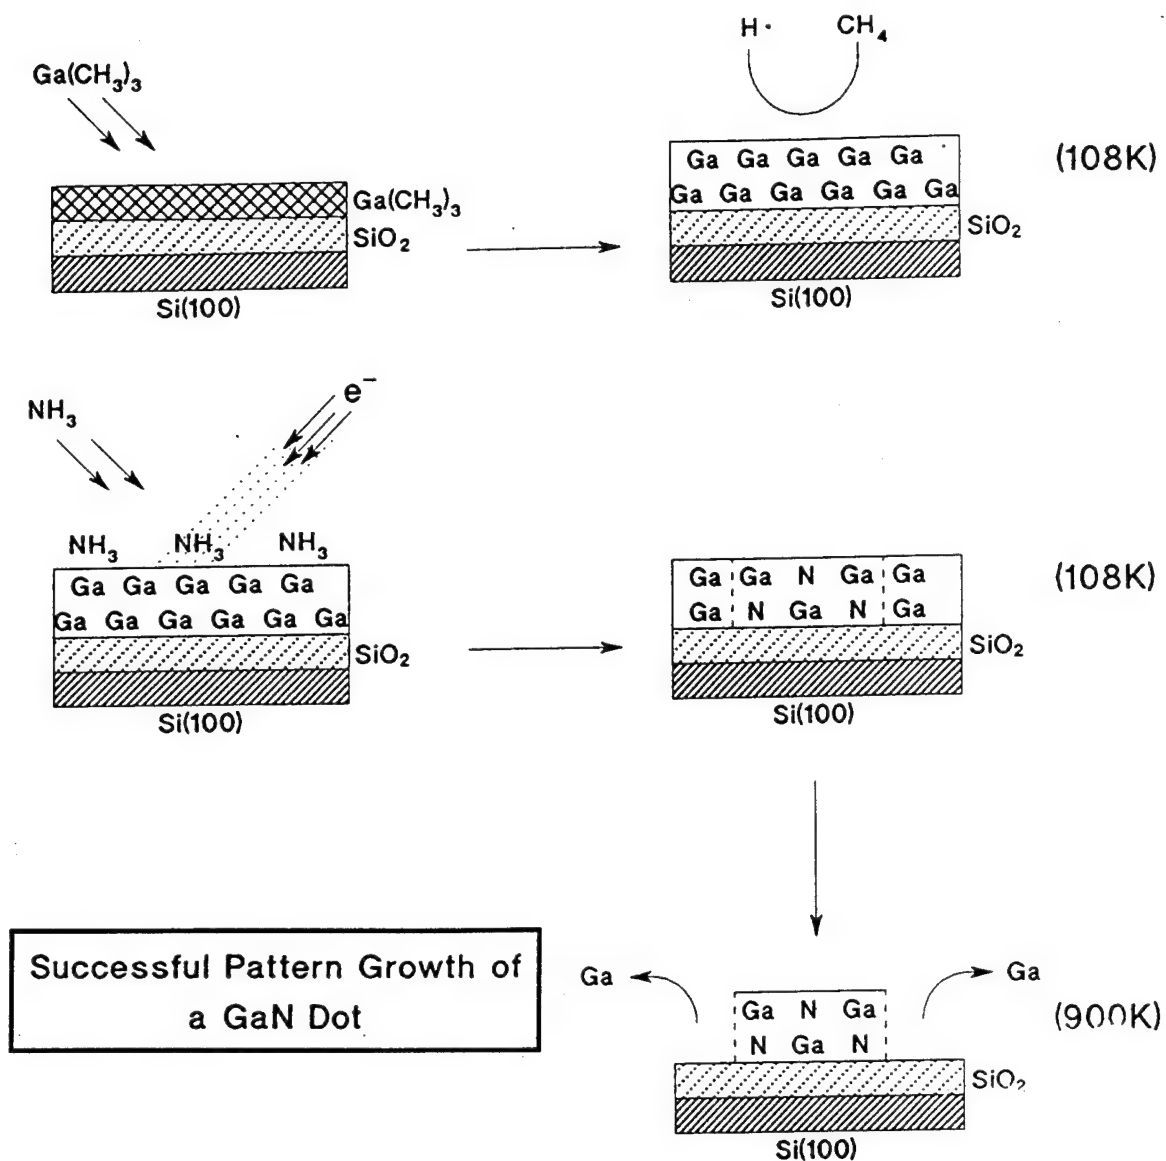 H· CH₄
Ga(CH₃)₃
Ga Ga Ga Ga Ga
Ga Ga Ga Ga Ga Ga
(108K)
Ga(CH₃)₃
SiO₂
SiO₂
Si(100)
Si(100)
NH₃
e⁻
NH₃ NH₃ NH₃
Ga Ga Ga Ga Ga
Ga Ga Ga Ga Ga Ga
SiO₂
Si(100)
Ga Ga N Ga Ga
Ga N Ga N Ga
(108K)
SiO₂
Si(100)
Successful Pattern Growth of
a GaN Dot
Ga
Ga
Ga N Ga
N Ga N
(900K)
SiO₂
Si(100)